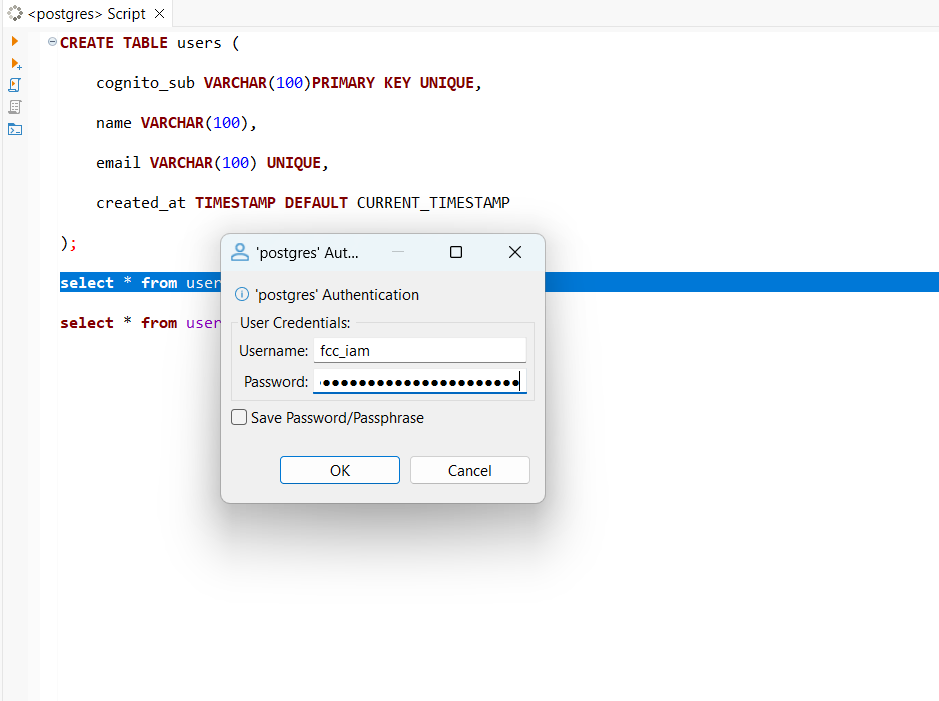 <postgres> Script
CREATE TABLE users (
cognito_sub VARCHAR(100)PRIMARY KEY UNIQUE,
name VARCHAR(100),
email VARCHAR(100) UNIQUE,
created_at TIMESTAMP DEFAULT CURRENT_TIMESTAMP
);
select * from
select * from
'postgres' Aut...
'postgres' Authentication
User Credentials:
Username: fcc_iam
Password: ••••••••••••••••••••••
Save Password/Passphrase
OK Cancel